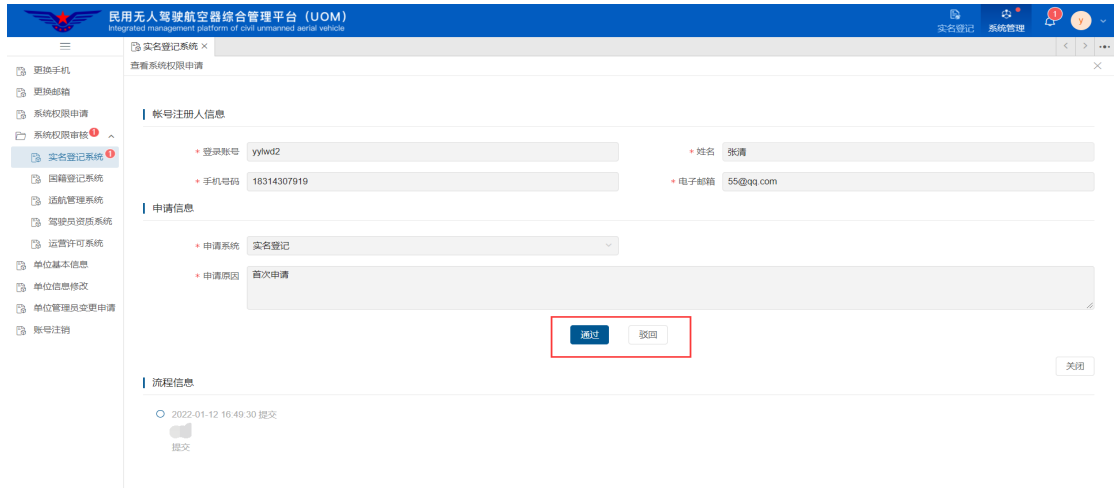 民用无人驾驶航空器综合管理平台（UOM）
Integrated management platform of civil unmanned aerial vehicle
实名登记
系统管理
1
y
实名登记系统 ×
查看系统权限申请
更换手机
更换邮箱
系统权限申请
系统权限审核 1
实名登记系统 1
国籍登记系统
适航管理系统
驾驶员资质系统
运营许可系统
单位基本信息
单位信息修改
单位管理员变更申请
账号注销
帐号注册人信息
* 登录账号 yylwd2
* 姓名 张清
* 手机号码 18314307919
* 电子邮箱 55@qq.com
申请信息
* 申请系统 实名登记
* 申请原因 首次申请
通过 驳回
关闭
流程信息
2022-01-12 16:49:30 提交
提交